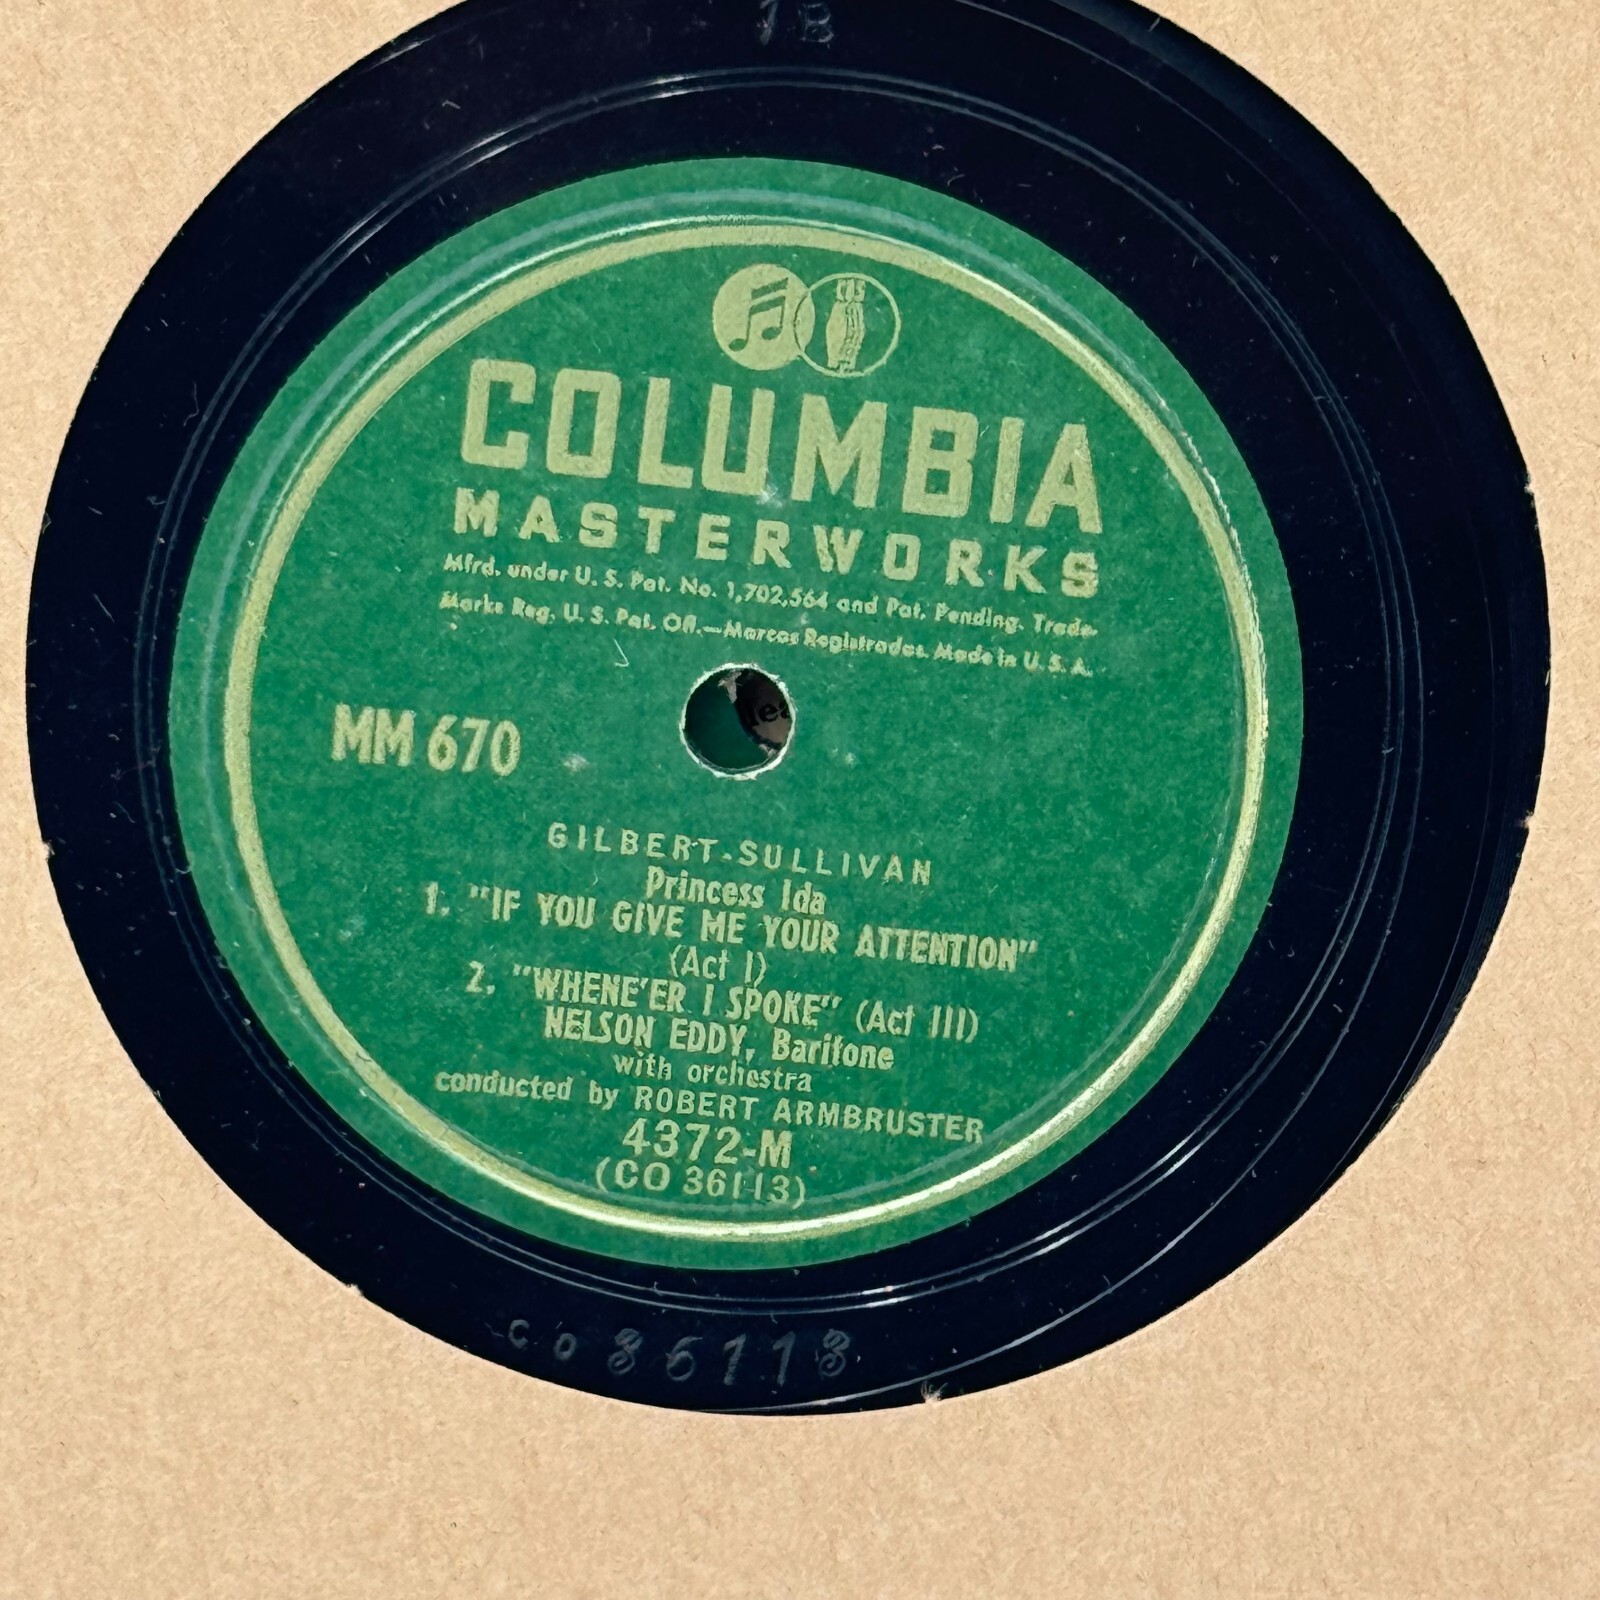 1B
COLUMBIA
MASTERWORKS
Mfrd. under U. S. Pat. No. 1,702,564 and Pat. Pending. Trade
Marks Reg. U. S. Pat. Off.—Marcas Registradas. Made in U. S. A.
MM 670
GILBERT-SULLIVAN
Princess Ida
1. "IF YOU GIVE ME YOUR ATTENTION"
(Act I)
2. "WHENE'ER I SPOKE" (Act III)
NELSON EDDY, Baritone
with orchestra
conducted by ROBERT ARMBRUSTER
4372-M
(CO 36113)
CO36113